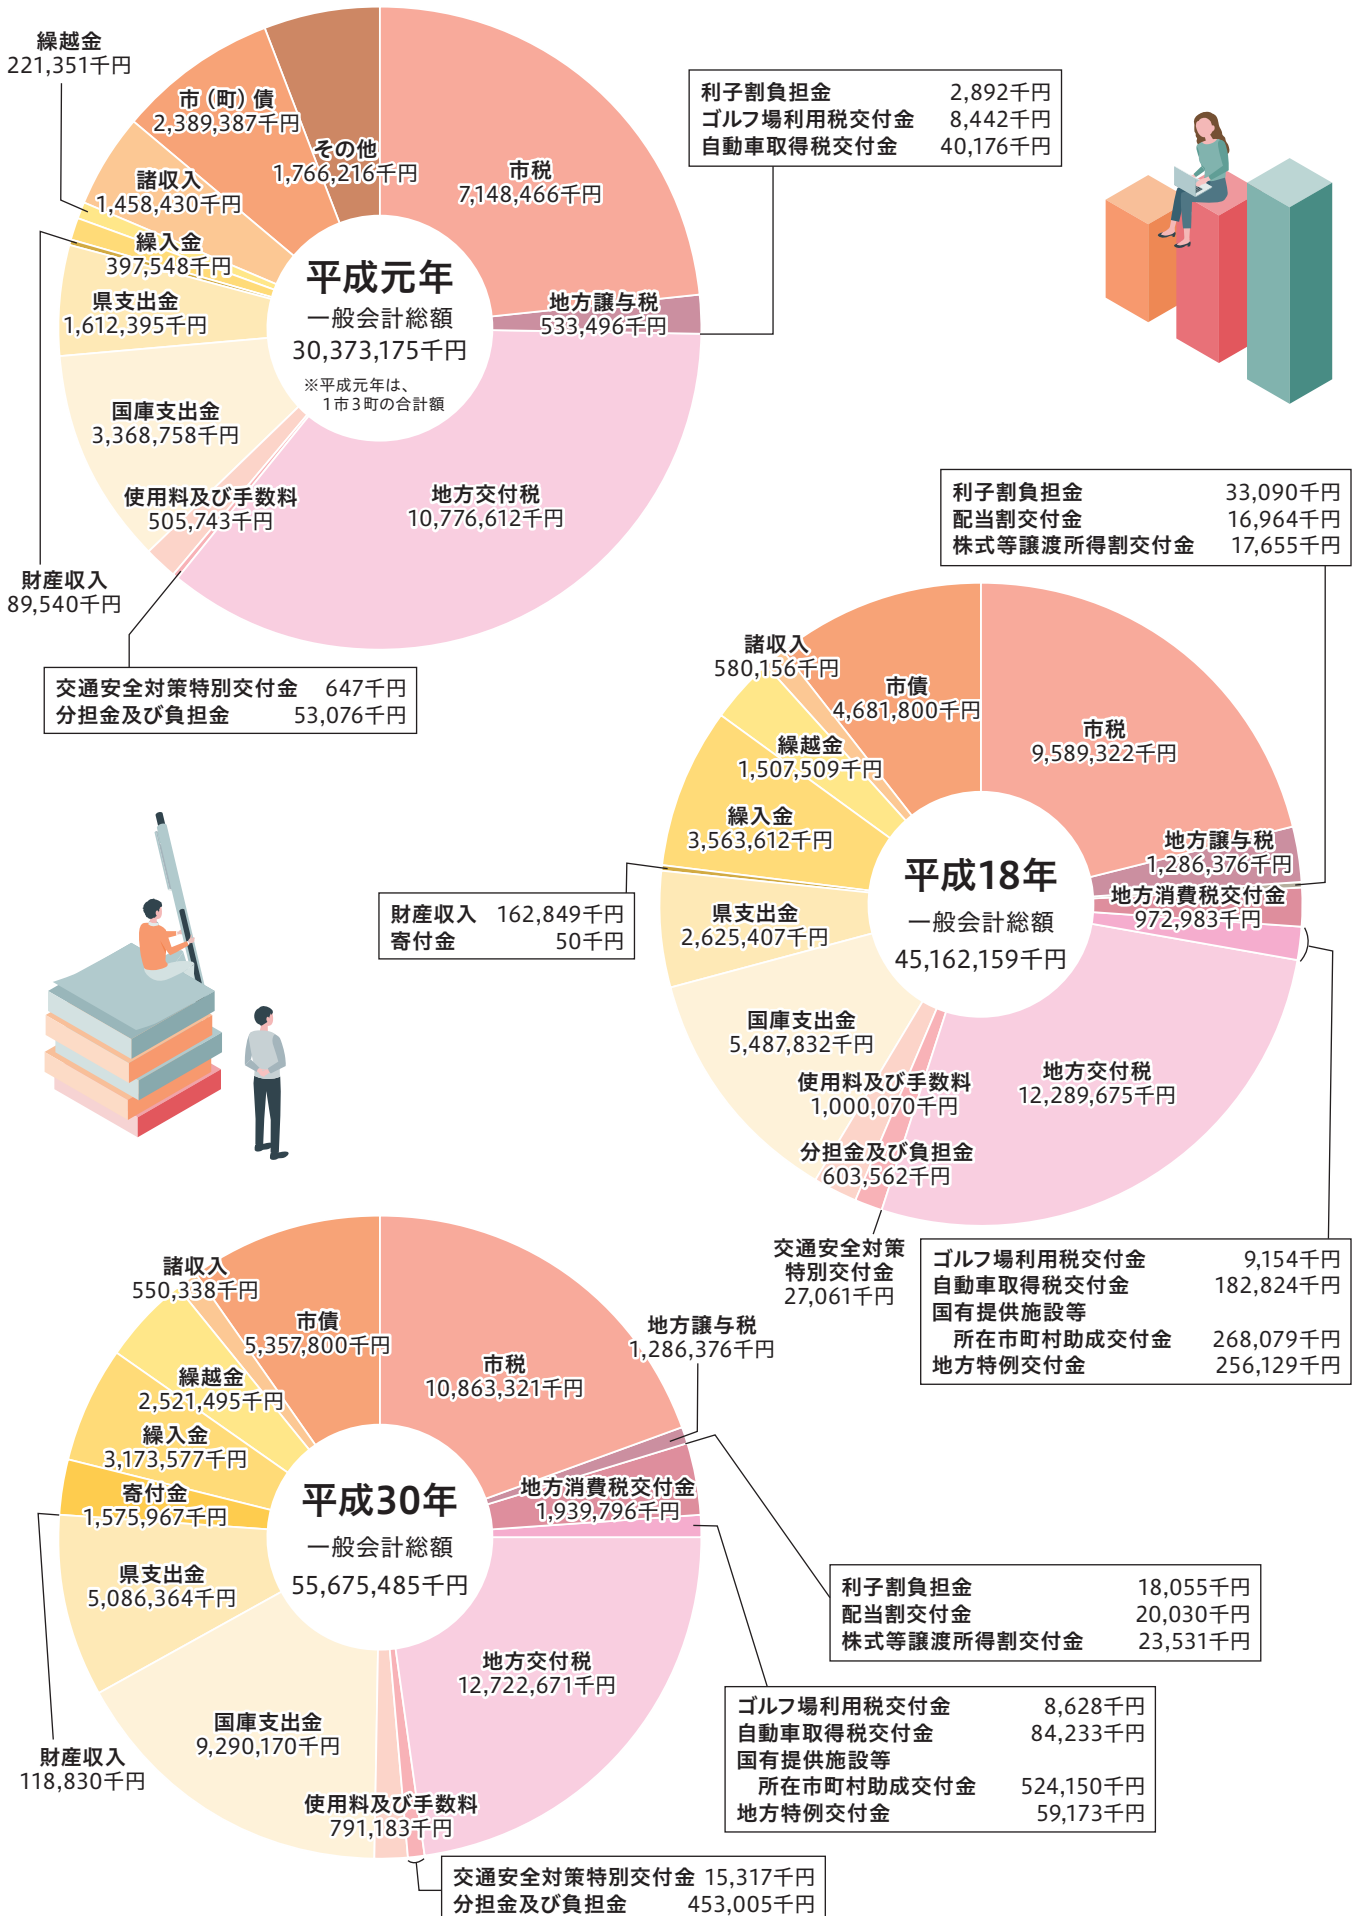 繰越金
221,351千円
市（町）債
2,389,387千円
その他
1,766,216千円
市税
7,148,466千円
諸収入
1,458,430千円
繰入金
397,548千円
県支出金
1,612,395千円
国庫支出金
3,368,758千円
使用料及び手数料
505,743千円
地方譲与税
533,496千円
地方交付税
10,776,612千円
財産収入
89,540千円
平成元年
一般会計総額
30,373,175千円
※平成元年は、
1市3町の合計額
利子割負担金 2,892千円
ゴルフ場利用税交付金 8,442千円
自動車取得税交付金 40,176千円
交通安全対策特別交付金 647千円
分担金及び負担金 53,076千円
利子割負担金 33,090千円
配当割交付金 16,964千円
株式等譲渡所得割交付金 17,655千円
諸収入
580,156千円
市債
4,681,800千円
市税
9,589,322千円
繰越金
1,507,509千円
繰入金
3,563,612千円
地方譲与税
1,286,376千円
地方消費税交付金
972,983千円
平成18年
一般会計総額
45,162,159千円
財産収入 162,849千円
寄付金 50千円
県支出金
2,625,407千円
国庫支出金
5,487,832千円
使用料及び手数料
1,000,070千円
分担金及び負担金
603,562千円
地方交付税
12,289,675千円
交通安全対策
特別交付金
27,061千円
ゴルフ場利用税交付金 9,154千円
自動車取得税交付金 182,824千円
国有提供施設等
所在市町村助成交付金 268,079千円
地方特例交付金 256,129千円
諸収入
550,338千円
市債
5,357,800千円
市税
10,863,321千円
地方譲与税
1,286,376千円
繰越金
2,521,495千円
繰入金
3,173,577千円
寄付金
1,575,967千円
地方消費税交付金
1,939,796千円
平成30年
一般会計総額
55,675,485千円
県支出金
5,086,364千円
国庫支出金
9,290,170千円
地方交付税
12,722,671千円
使用料及び手数料
791,183千円
財産収入
118,830千円
利子割負担金 18,055千円
配当割交付金 20,030千円
株式等譲渡所得割交付金 23,531千円
ゴルフ場利用税交付金 8,628千円
自動車取得税交付金 84,233千円
国有提供施設等
所在市町村助成交付金 524,150千円
地方特例交付金 59,173千円
交通安全対策特別交付金 15,317千円
分担金及び負担金 453,005千円